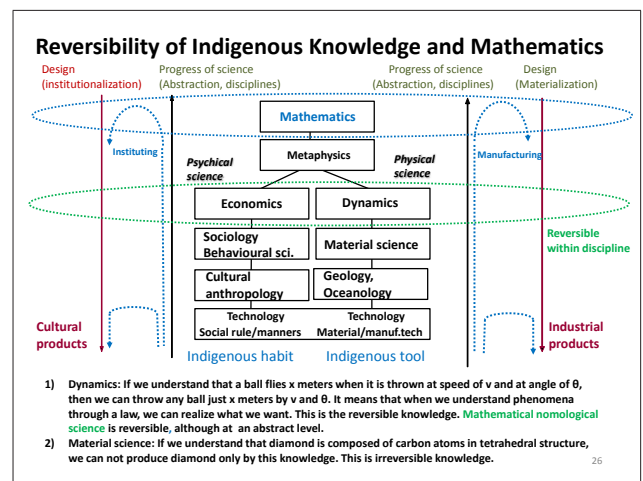 Reversibility of Indigenous Knowledge and Mathematics
Design
(institutionalization)
Progress of science
(Abstraction, disciplines)
Progress of science
(Abstraction, disciplines)
Design
(Materialization)
Mathematics
Instituting
Manufacturing
Psychical
science
Metaphysics
Physical
science
Economics
Dynamics
Reversible
within discipline
Sociology
Behavioural sci.
Material science
Cultural
anthropology
Geology,
Oceanology
Technology
Social rule/manners
Technology
Material/manuf.tech
Cultural
products
Industrial
products
Indigenous habit
Indigenous tool
1) Dynamics: If we understand that a ball flies x meters when it is thrown at speed of v and at angle of θ,
then we can throw any ball just x meters by v and θ. It means that when we understand phenomena
through a law, we can realize what we want. This is the reversible knowledge. Mathematical nomological
science is reversible, although at an abstract level.
2) Material science: If we understand that diamond is composed of carbon atoms in tetrahedral structure,
we can not produce diamond only by this knowledge. This is irreversible knowledge.
26